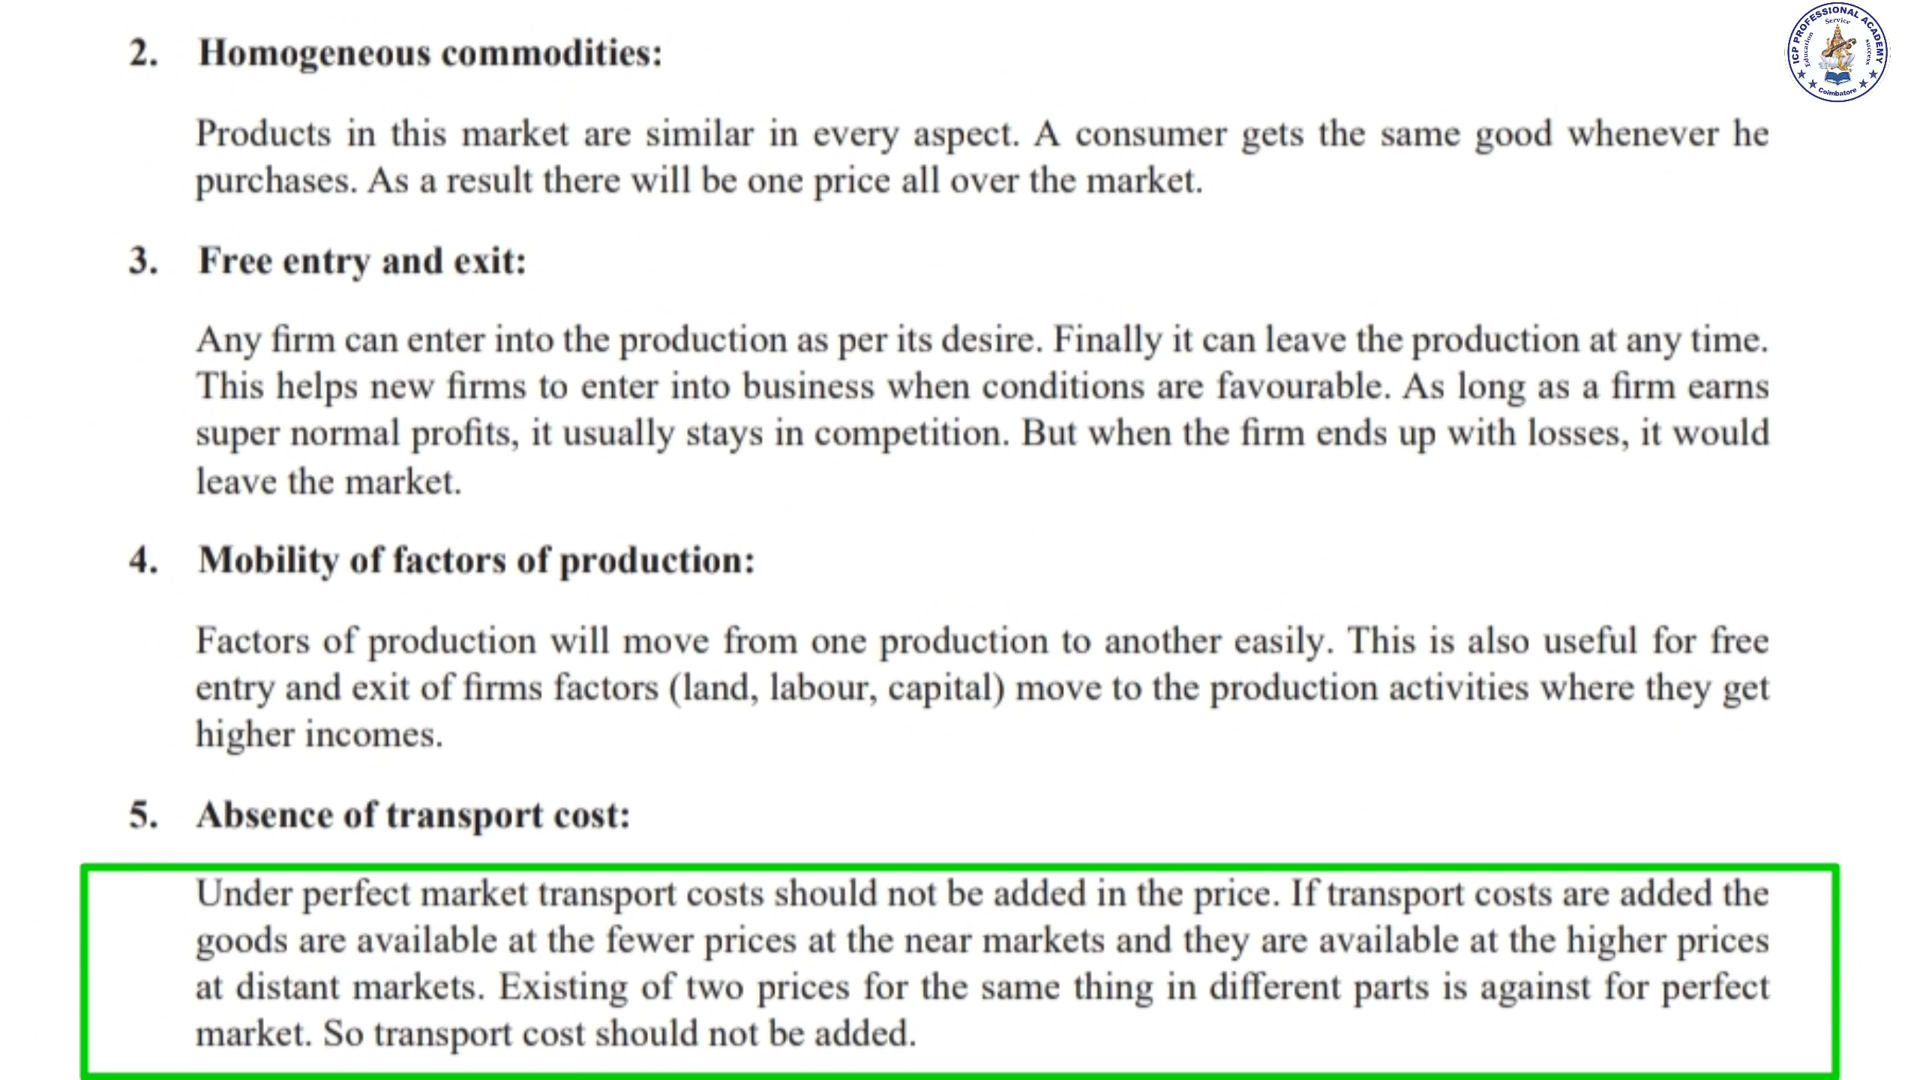 2. Homogeneous commodities:
Products in this market are similar in every aspect. A consumer gets the same good whenever he
purchases. As a result there will be one price all over the market.
3. Free entry and exit:
Any firm can enter into the production as per its desire. Finally it can leave the production at any time.
This helps new firms to enter into business when conditions are favourable. As long as a firm earns
super normal profits, it usually stays in competition. But when the firm ends up with losses, it would
leave the market.
4. Mobility of factors of production:
Factors of production will move from one production to another easily. This is also useful for free
entry and exit of firms factors (land, labour, capital) move to the production activities where they get
higher incomes.
5. Absence of transport cost:
Under perfect market transport costs should not be added in the price. If transport costs are added the
goods are available at the fewer prices at the near markets and they are available at the higher prices
at distant markets. Existing of two prices for the same thing in different parts is against for perfect
market. So transport cost should not be added.
ICP PROFESSIONAL ACADEMY
Service
Education
success
Coimbatore